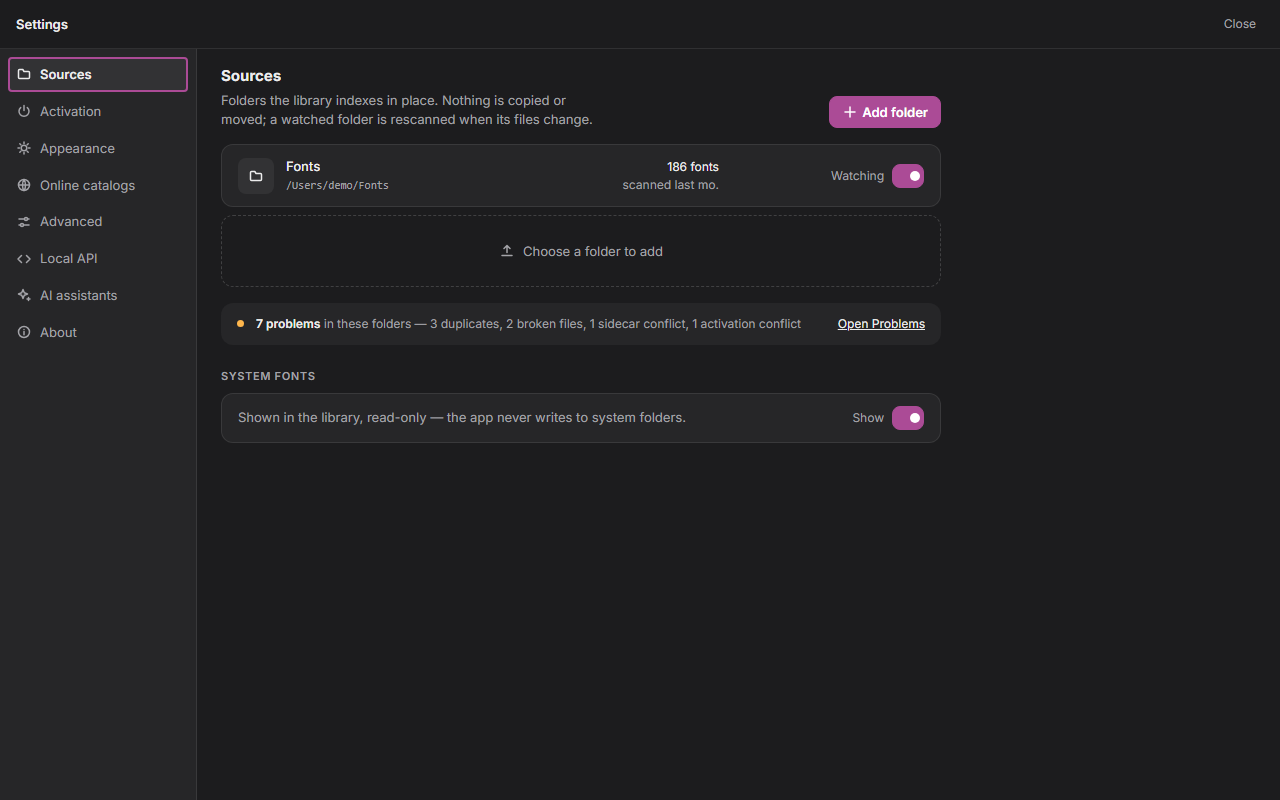 Settings
Close
Sources
Activation
Appearance
Online catalogs
Advanced
Local API
AI assistants
About
Sources
Folders the library indexes in place. Nothing is copied or
moved; a watched folder is rescanned when its files change.
Add folder
Fonts
/Users/demo/Fonts
186 fonts
scanned last mo.
Watching
Choose a folder to add
7 problems in these folders — 3 duplicates, 2 broken files, 1 sidecar conflict, 1 activation conflict
Open Problems
SYSTEM FONTS
Shown in the library, read-only — the app never writes to system folders.
Show